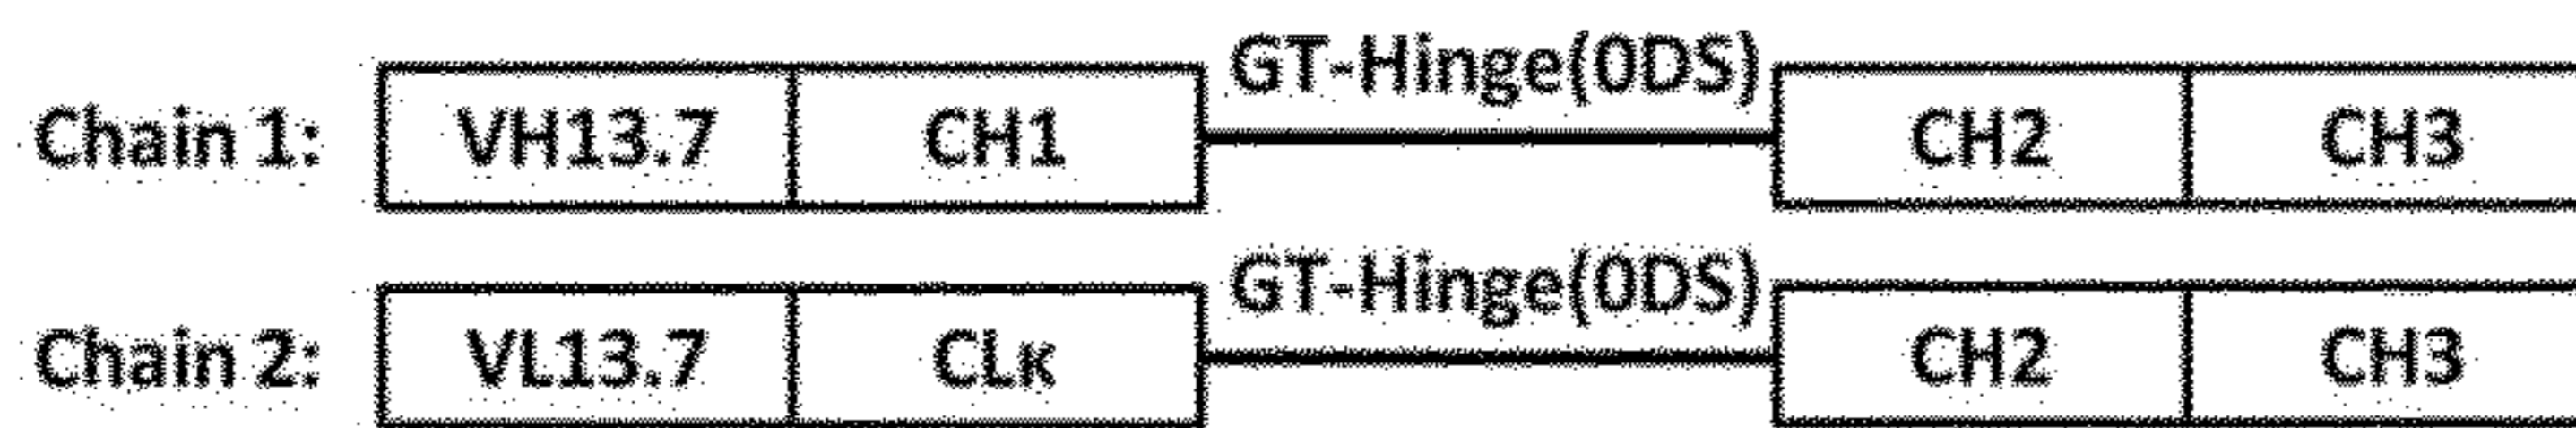 GT-Hinge(0DS)
Chain 1: VH13.7 CH1 CH2 CH3
GT-Hinge(0DS)
Chain 2: VL13.7 CLκ CH2 CH3